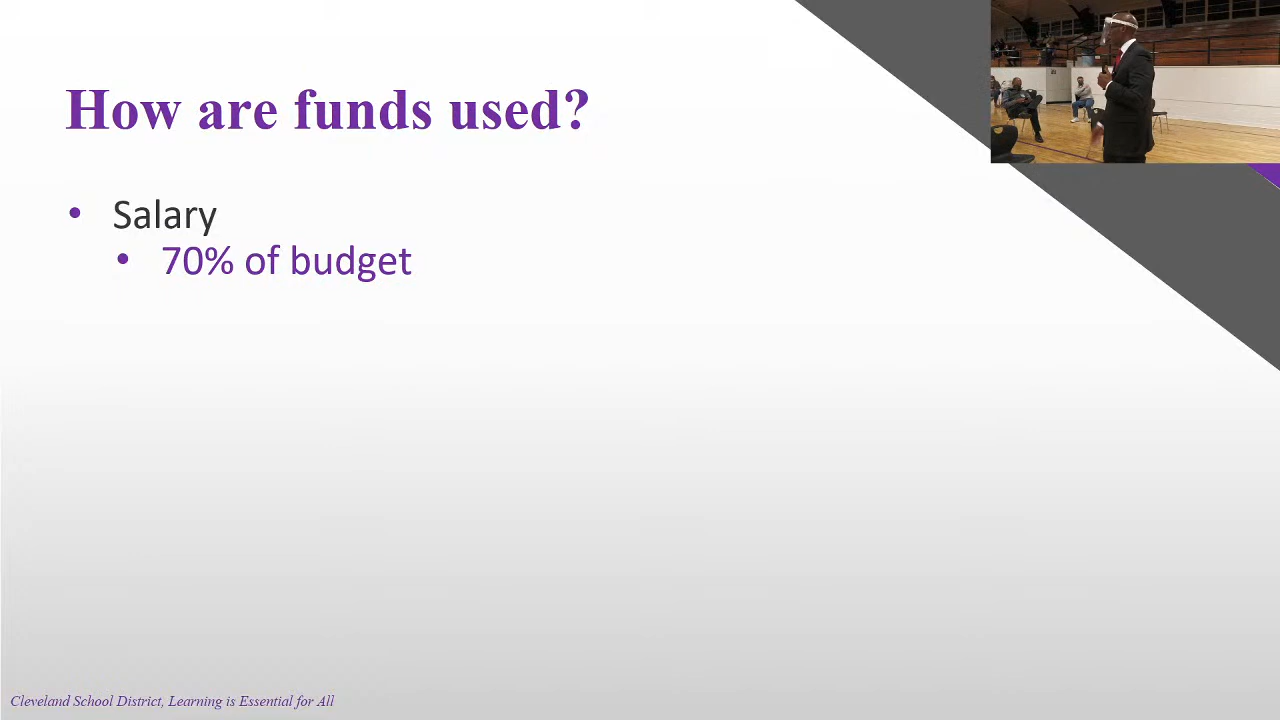 How are funds used?
• Salary
• 70% of budget
Cleveland School District, Learning is Essential for All